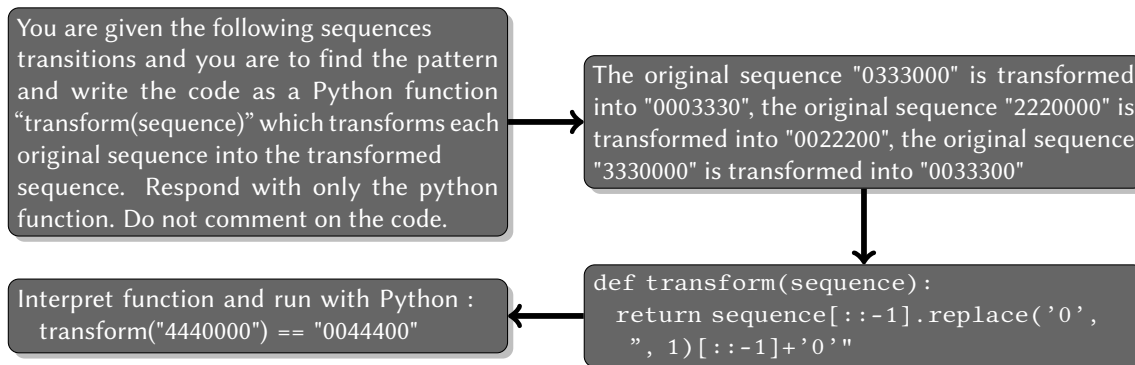 You are given the following sequences
transitions and you are to find the pattern
and write the code as a Python function
“transform(sequence)” which transforms each
original sequence into the transformed
sequence. Respond with only the python
function. Do not comment on the code.
The original sequence "0333000" is transformed
into "0003330", the original sequence "2220000" is
transformed into "0022200", the original sequence
"3330000" is transformed into "0033300"
def transform(sequence):
return sequence[::-1].replace(’0’,
”, 1)[::-1]+’0’"
Interpret function and run with Python :
transform("4440000") == "0044400"